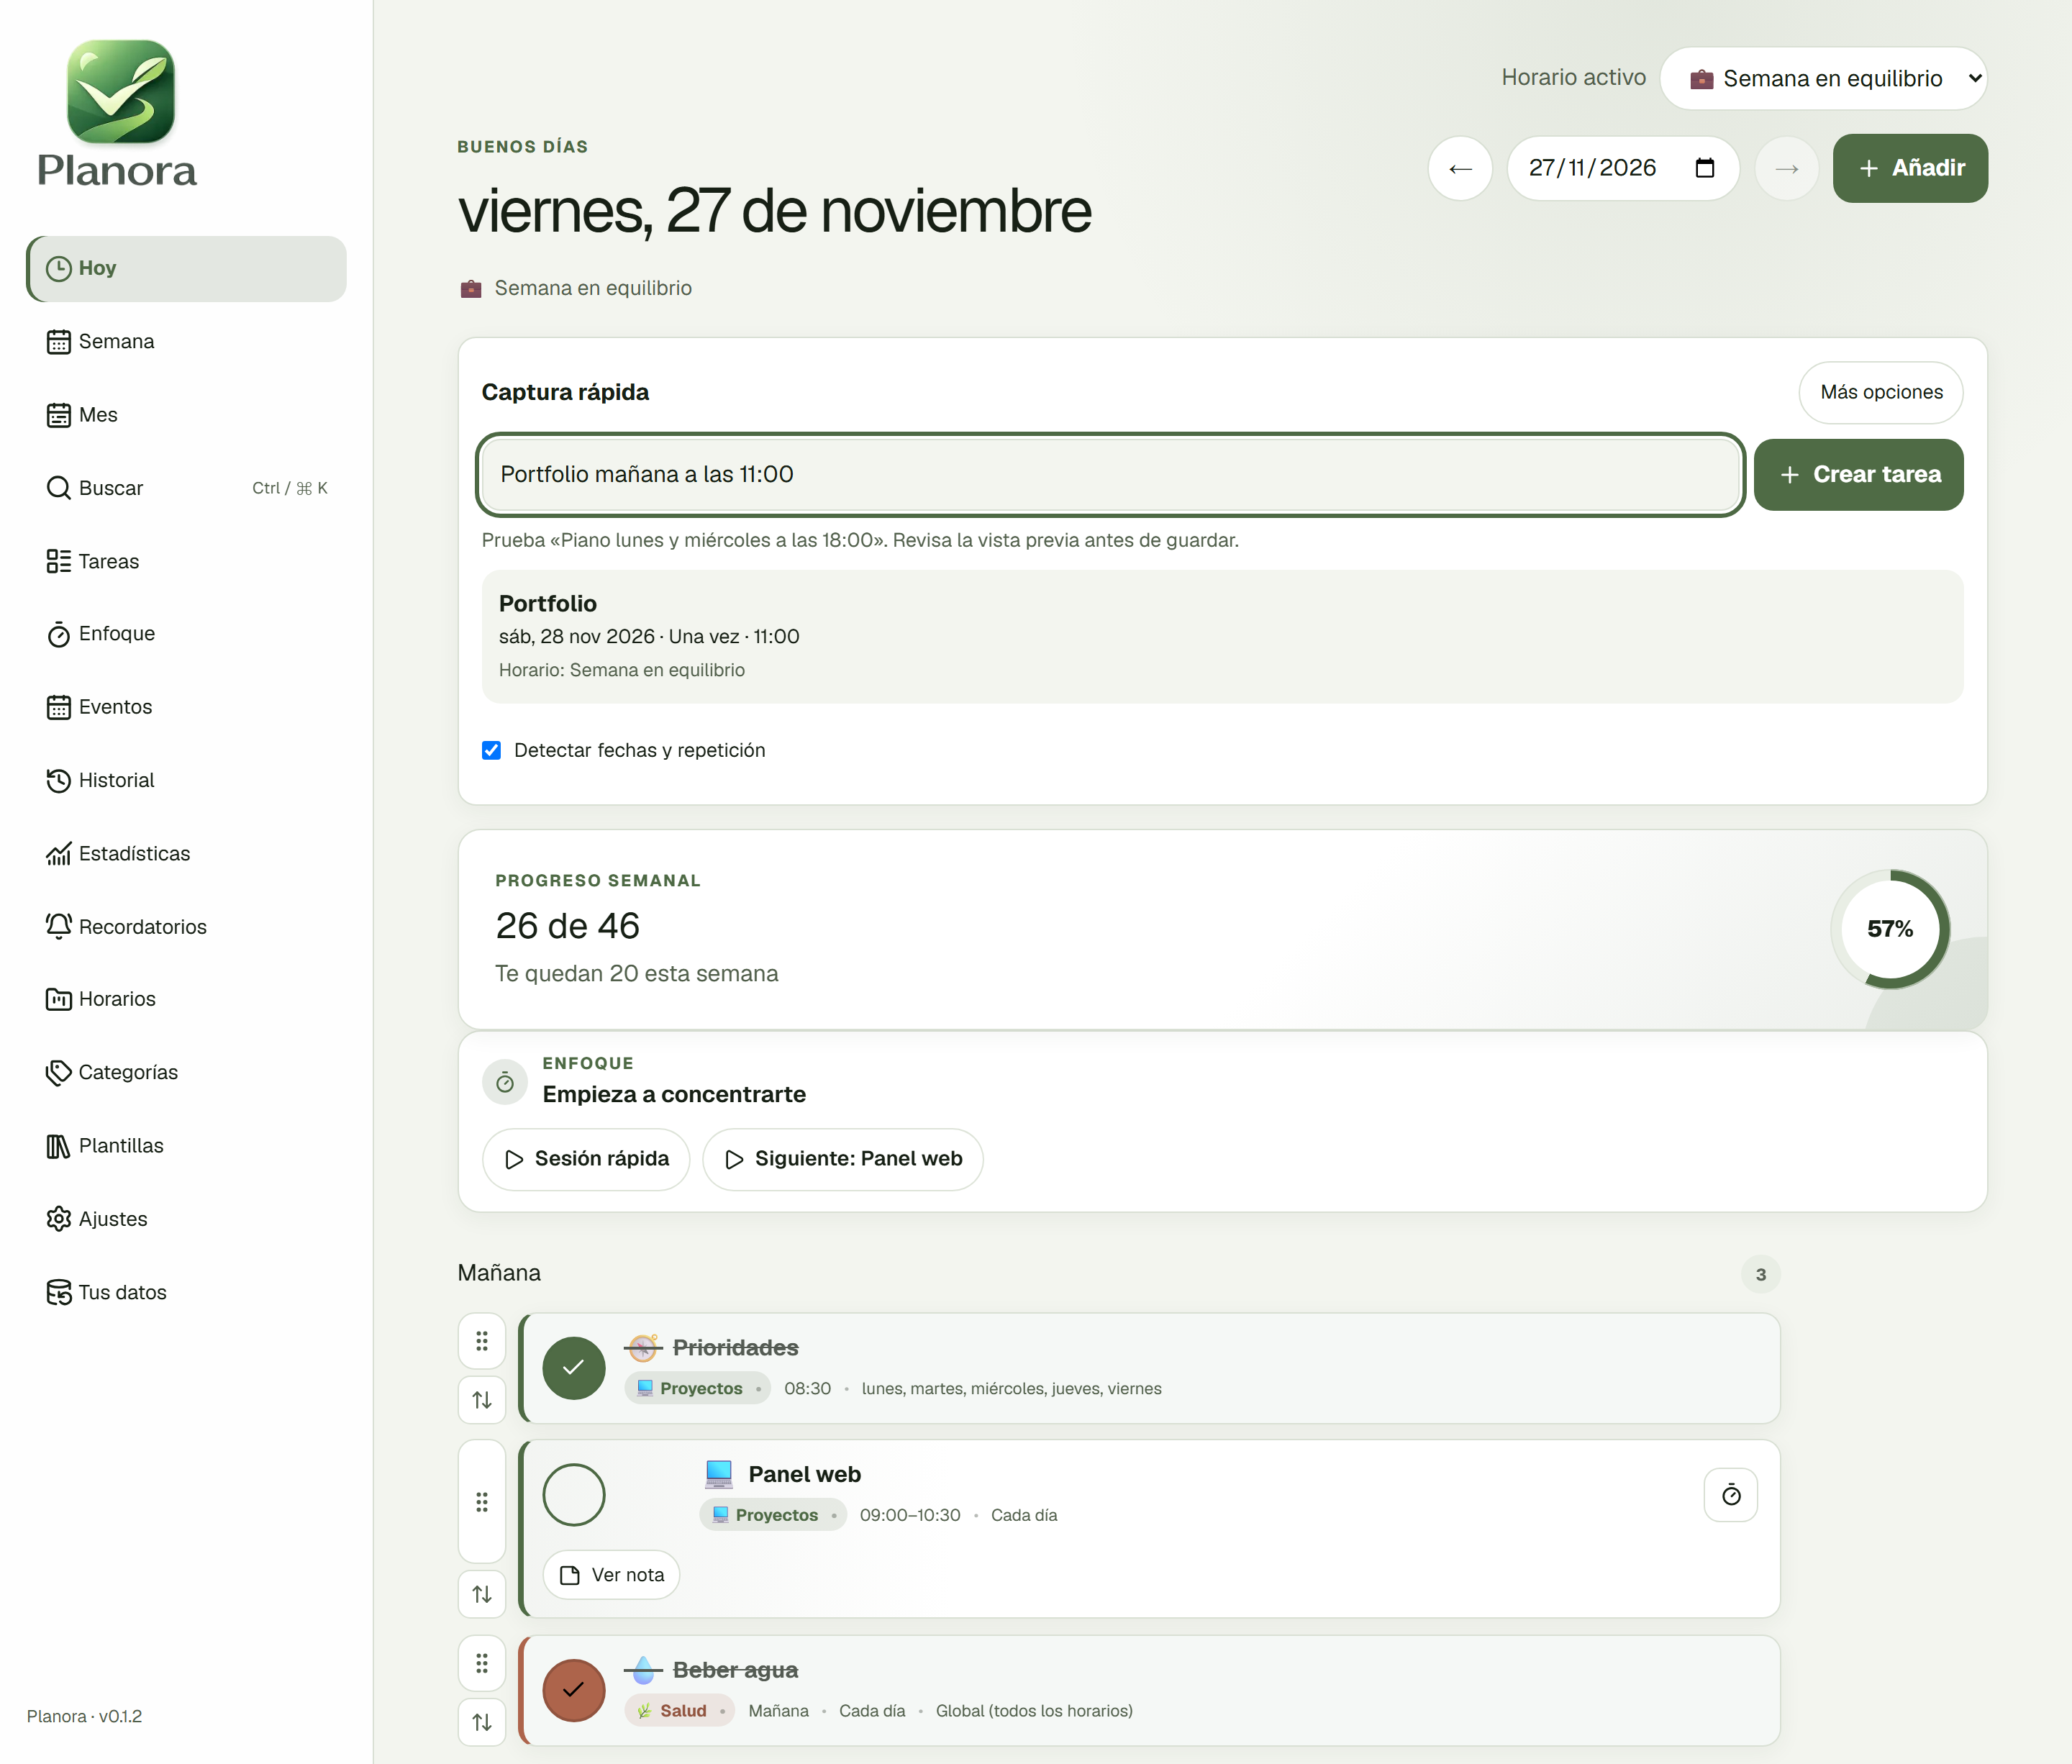 Planora
Hoy
Semana
Mes
Buscar Ctrl / ⌘ K
Tareas
Enfoque
Eventos
Historial
Estadísticas
Recordatorios
Horarios
Categorías
Plantillas
Ajustes
Tus datos
Planora · v0.1.2
Horario activo Semana en equilibrio
BUENOS DÍAS
27/11/2026 Añadir
viernes, 27 de noviembre
Semana en equilibrio
Captura rápida Más opciones
Portfolio mañana a las 11:00 Crear tarea
Prueba «Piano lunes y miércoles a las 18:00». Revisa la vista previa antes de guardar.
Portfolio
sáb, 28 nov 2026 · Una vez · 11:00
Horario: Semana en equilibrio
Detectar fechas y repetición
PROGRESO SEMANAL
26 de 46
Te quedan 20 esta semana
57%
ENFOQUE
Empieza a concentrarte
Sesión rápida Siguiente: Panel web
Mañana 3
Prioridades
Proyectos • 08:30 • lunes, martes, miércoles, jueves, viernes
Panel web
Proyectos • 09:00–10:30 • Cada día
Ver nota
Beber agua
Salud • Mañana • Cada día • Global (todos los horarios)